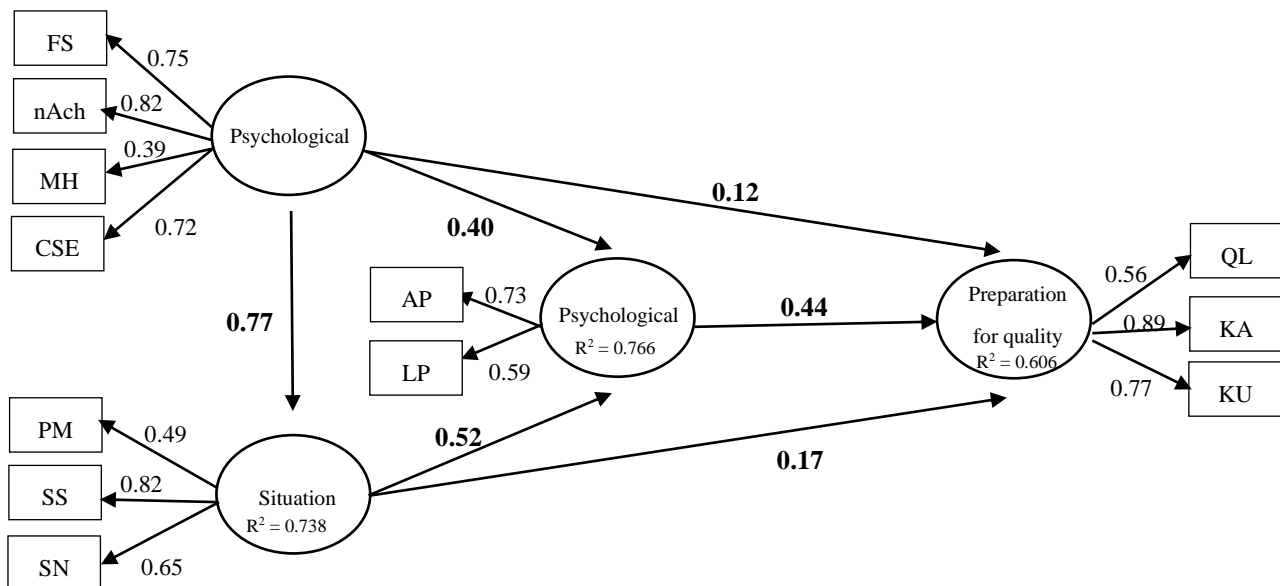 FS
0.75
nAch
0.82
Psychological
MH
0.39
0.12
CSE
0.72
0.40
QL
0.56
AP
0.73
Preparation
0.77
Psychological
0.44
for quality
0.89
KA
R² = 0.766
R² = 0.606
LP
0.59
0.77
KU
PM
0.49
0.52
0.17
SS
0.82
Situation
R² = 0.738
SN
0.65